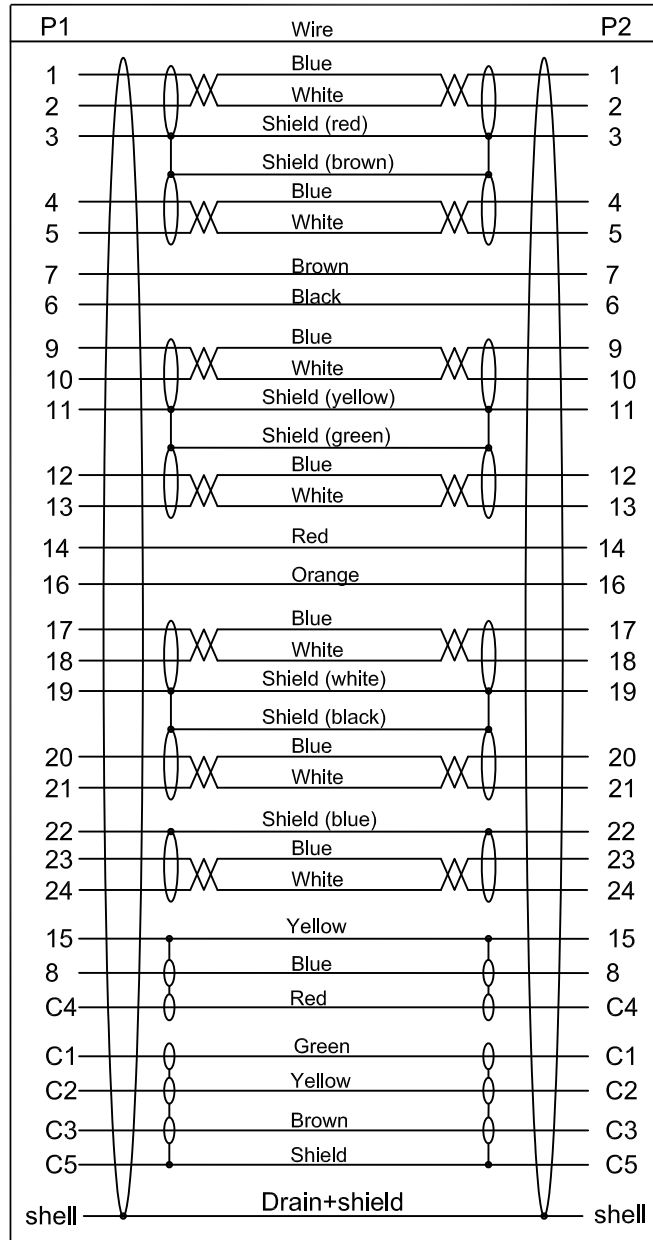 P1 Wire P2
1 Blue 1
2 White 2
3 Shield (red) 3
Shield (brown)
4 Blue 4
5 White 5
7 Brown 7
6 Black 6
9 Blue 9
10 White 10
11 Shield (yellow) 11
Shield (green)
12 Blue 12
13 White 13
14 Red 14
16 Orange 16
17 Blue 17
18 White 18
19 Shield (white) 19
Shield (black)
20 Blue 20
21 White 21
22 Shield (blue) 22
23 Blue 23
24 White 24
15 Yellow 15
8 Blue 8
C4 Red C4
C1 Green C1
C2 Yellow C2
C3 Brown C3
C5 Shield C5
shell Drain+shield shell